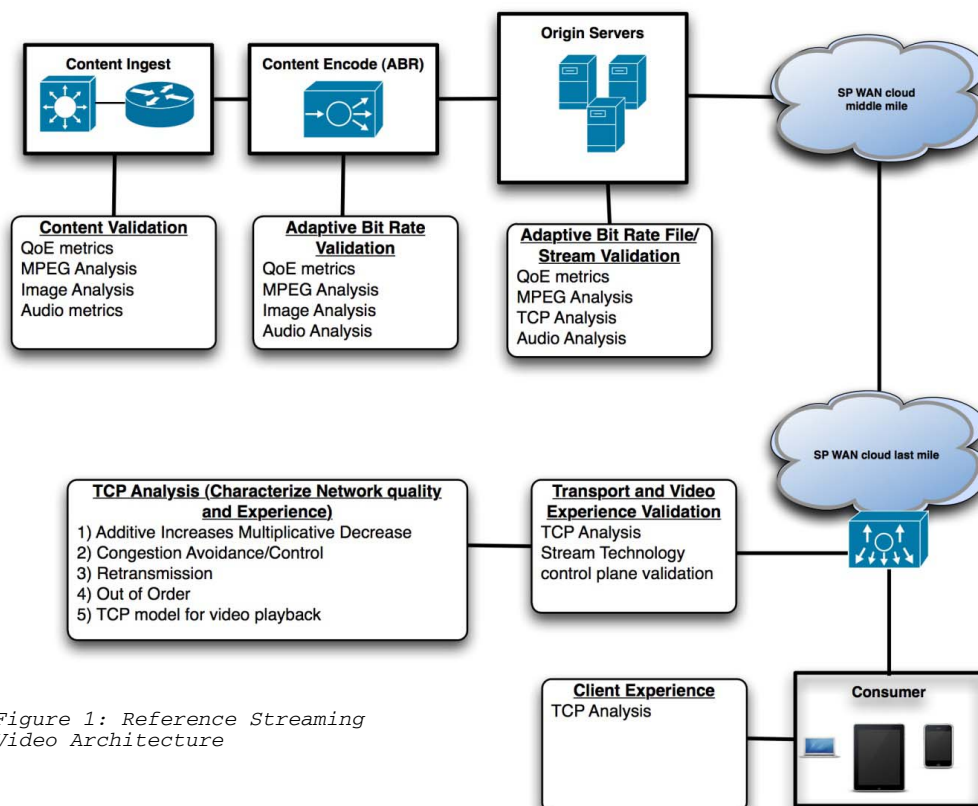 Content Ingest
Content Encode (ABR)
Origin Servers
SP WAN cloud
middle mile
Content Validation
QoE metrics
MPEG Analysis
Image Analysis
Audio metrics
Adaptive Bit Rate
Validation
QoE metrics
MPEG Analysis
Image Analysis
Audio Analysis
Adaptive Bit Rate File/
Stream Validation
QoE metrics
MPEG Analysis
TCP Analysis
Audio Analysis
SP WAN cloud last mile
TCP Analysis (Characterize Network quality
and Experience)
1) Additive Increases Multiplicative Decrease
2) Congestion Avoidance/Control
3) Retransmission
4) Out of Order
5) TCP model for video playback
Transport and Video
Experience Validation
TCP Analysis
Stream Technology
control plane validation
Client Experience
TCP Analysis
Consumer
Figure 1: Reference Streaming
Video Architecture